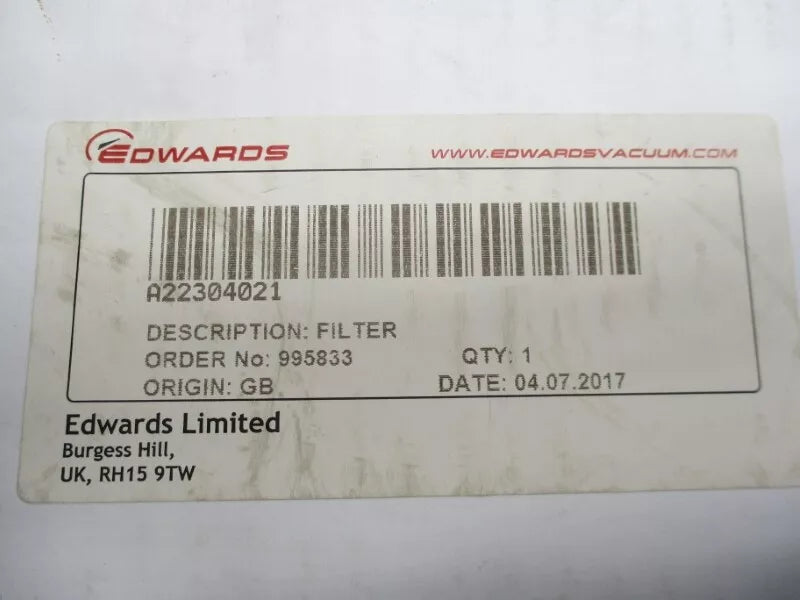 EDWARDS
WWW.EDWARDSVACUUM.COM
A22304021
DESCRIPTION: FILTER
ORDER No: 995833 QTY: 1
ORIGIN: GB DATE: 04.07.2017
Edwards Limited
Burgess Hill,
UK, RH15 9TW